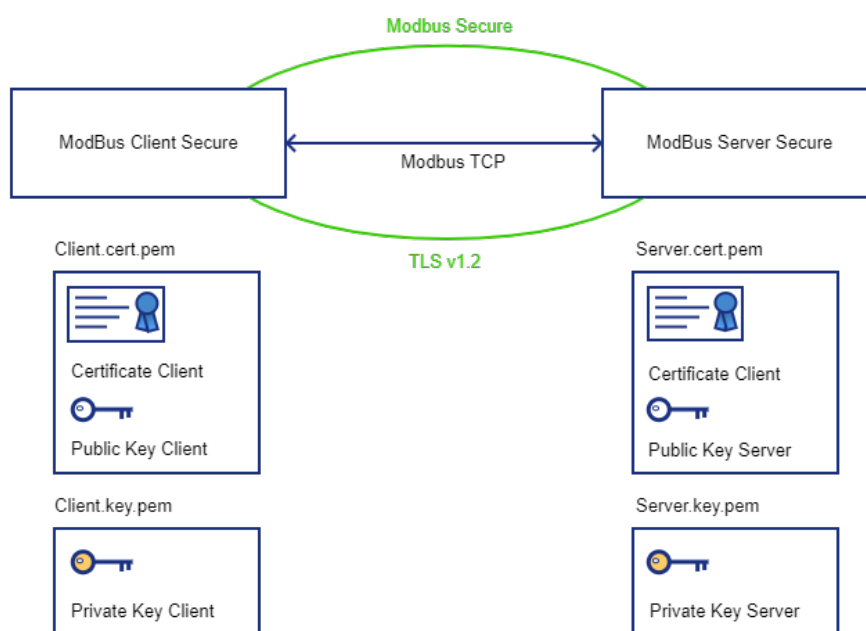 Modbus Secure
ModBus Client Secure
Modbus TCP
ModBus Server Secure
TLS v1.2
Client.cert.pem
Certificate Client
Public Key Client
Client.key.pem
Private Key Client
Server.cert.pem
Certificate Client
Public Key Server
Server.key.pem
Private Key Server